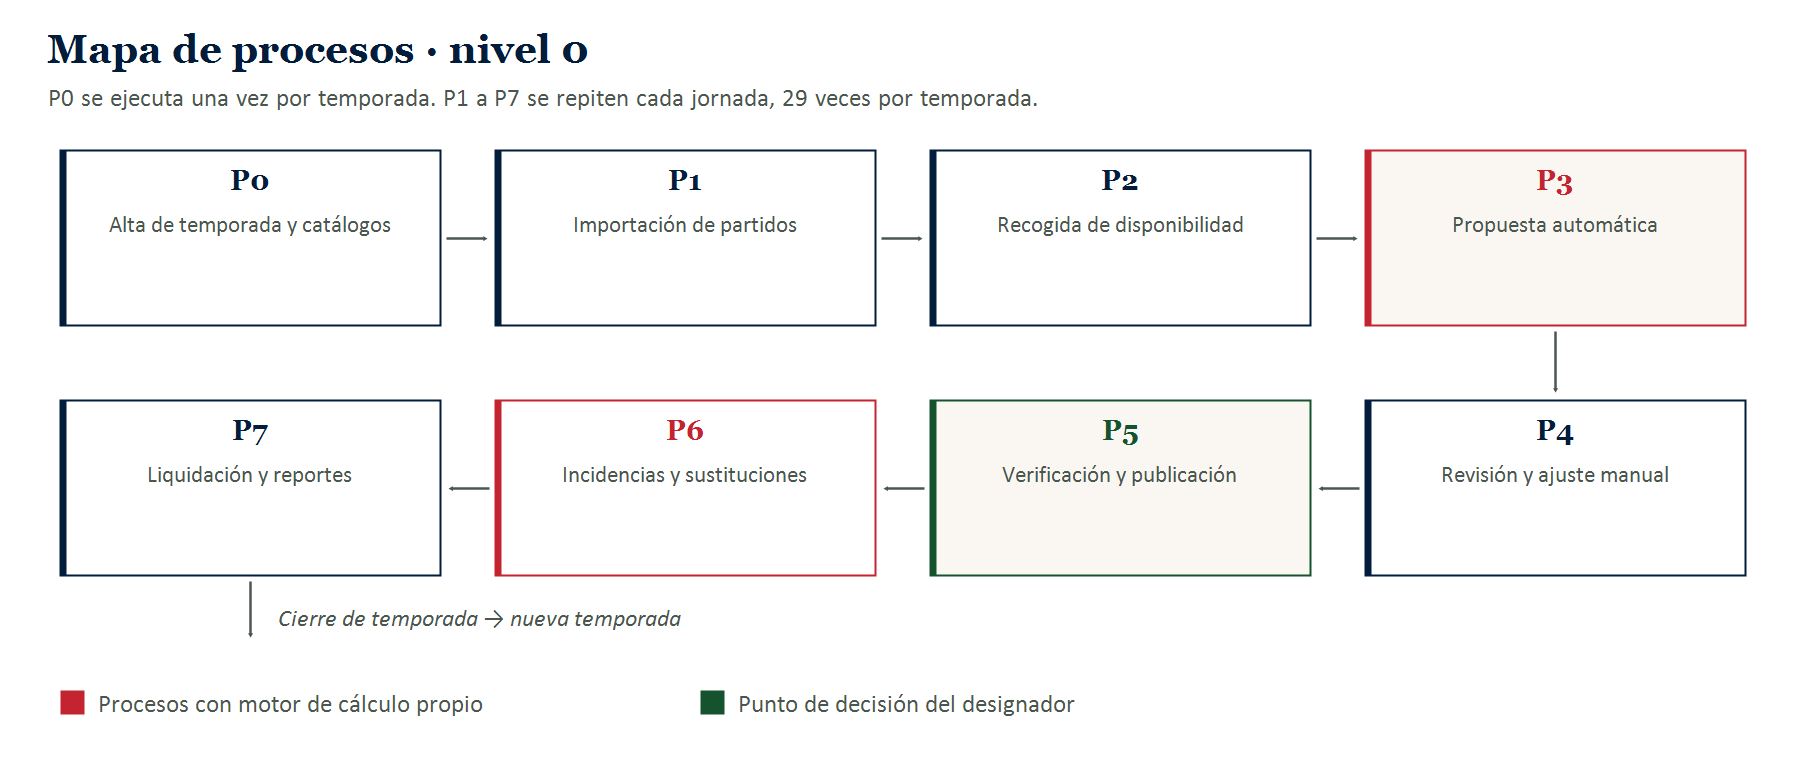 Mapa de procesos · nivel 0
P0 se ejecuta una vez por temporada. P1 a P7 se repiten cada jornada, 29 veces por temporada.
P0
Alta de temporada y catálogos
P1
Importación de partidos
P2
Recogida de disponibilidad
P3
Propuesta automática
P7
Liquidación y reportes
P6
Incidencias y sustituciones
P5
Verificación y publicación
P4
Revisión y ajuste manual
Cierre de temporada → nueva temporada
Procesos con motor de cálculo propio
Punto de decisión del designador